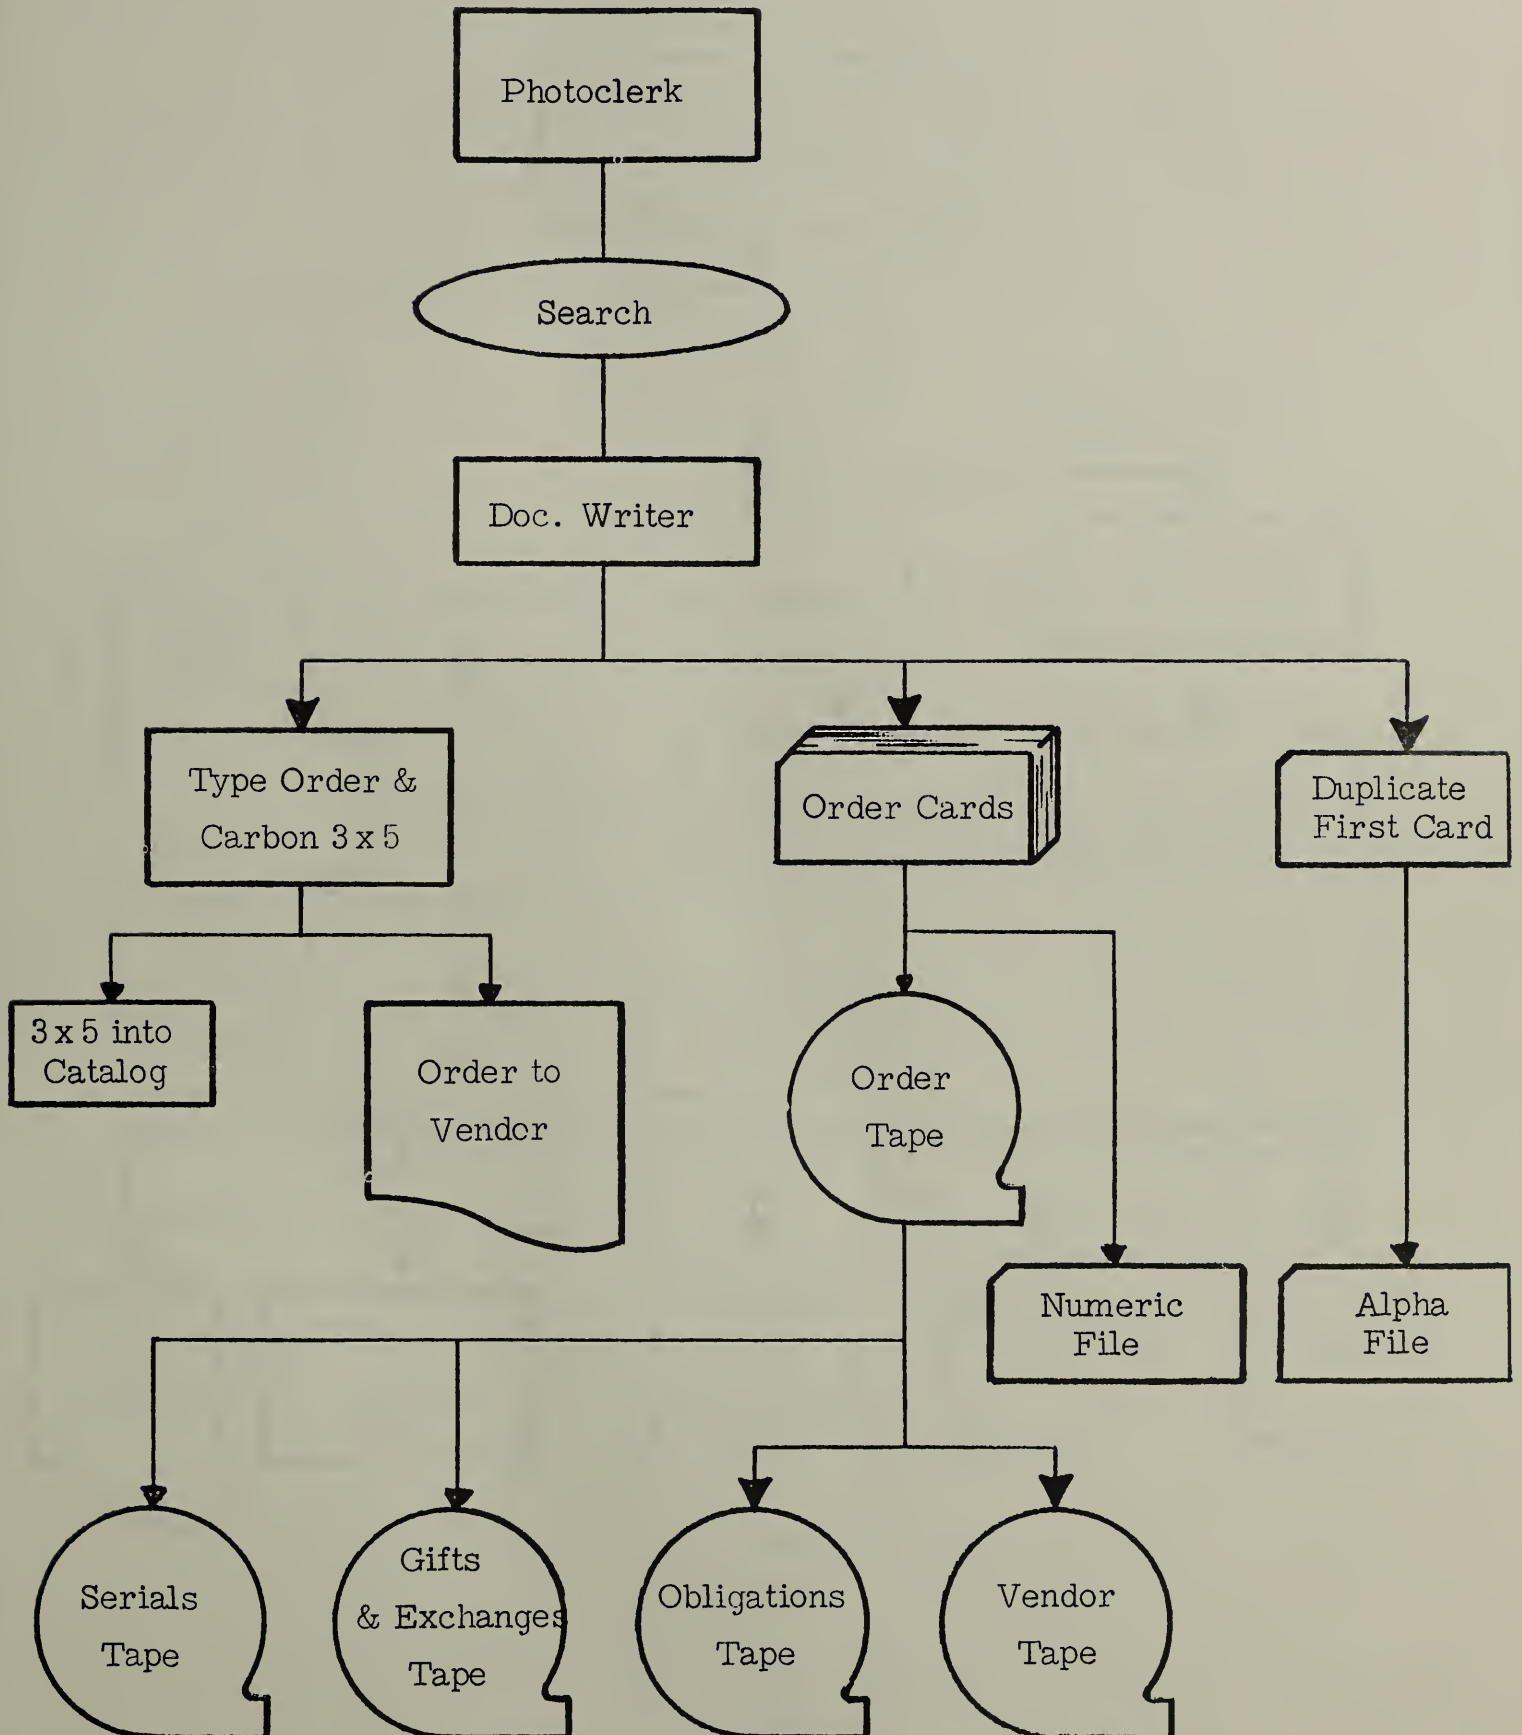 Photoclerk
Search
Doc. Writer
Type Order &
Carbon 3 x 5
Order Cards
Duplicate
First Card
3 x 5 into
Catalog
Order to
Vendor
Order
Tape
Numeric
File
Alpha
File
Serials
Tape
Gifts
& Exchanges
Tape
Obligations
Tape
Vendor
Tape